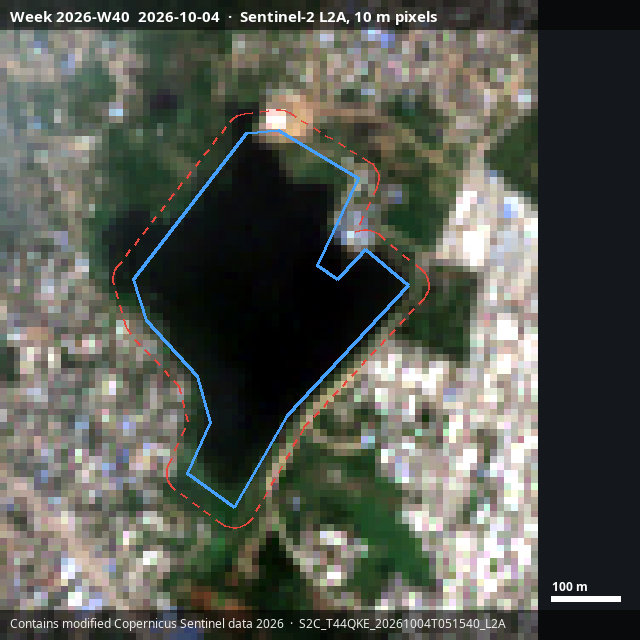 Week 2026-W40  2026-10-04  ·  Sentinel-2 L2A, 10 m pixels
100 m
Contains modified Copernicus Sentinel data 2026  ·  S2C_T44QKE_20261004T051540_L2A